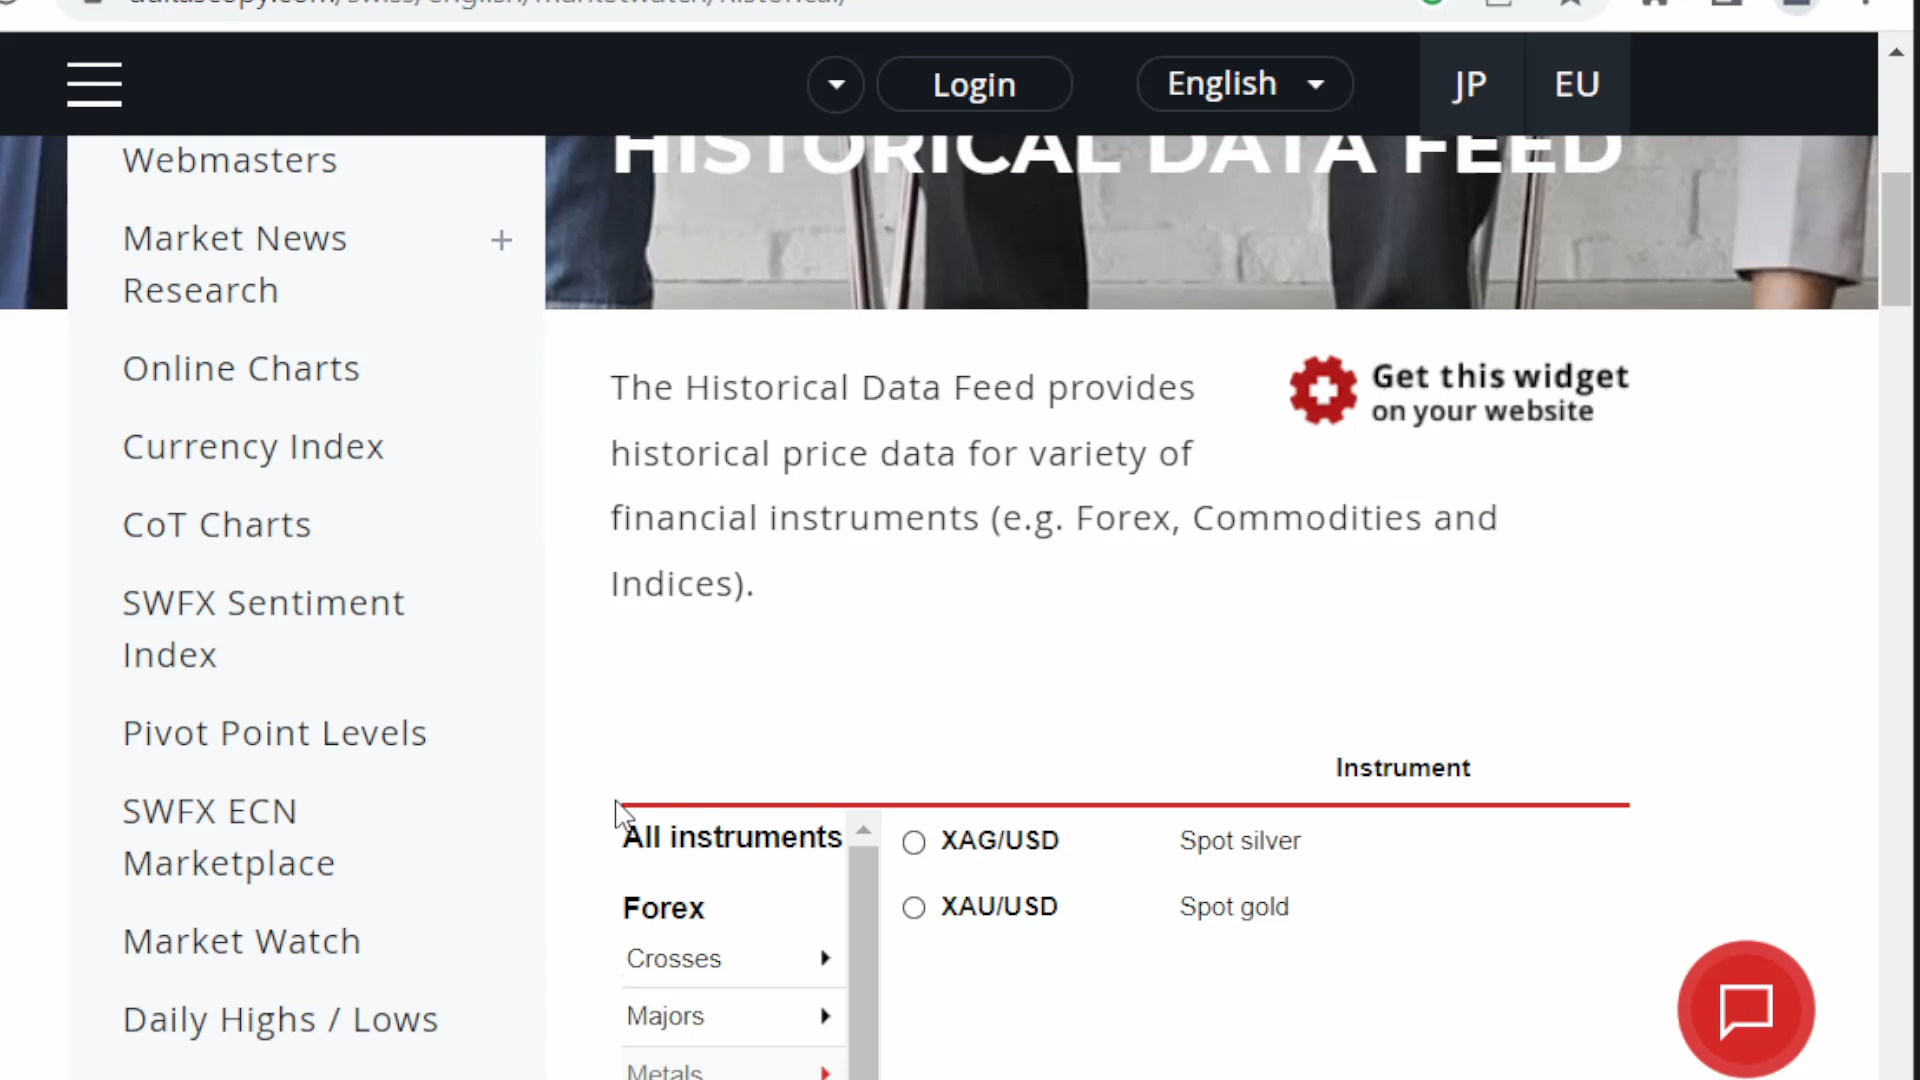 Login
English
JP
EU
HISTORICAL DATA FEED
Webmasters
Market News
Research
+
Online Charts
Currency Index
CoT Charts
SWFX Sentiment
Index
Pivot Point Levels
SWFX ECN
Marketplace
Market Watch
Daily Highs / Lows
The Historical Data Feed provides
historical price data for variety of
financial instruments (e.g. Forex, Commodities and
Indices).
Get this widget
on your website
Instrument
All instruments
Forex
Crosses
Majors
Metals
XAG/USD Spot silver
XAU/USD Spot gold